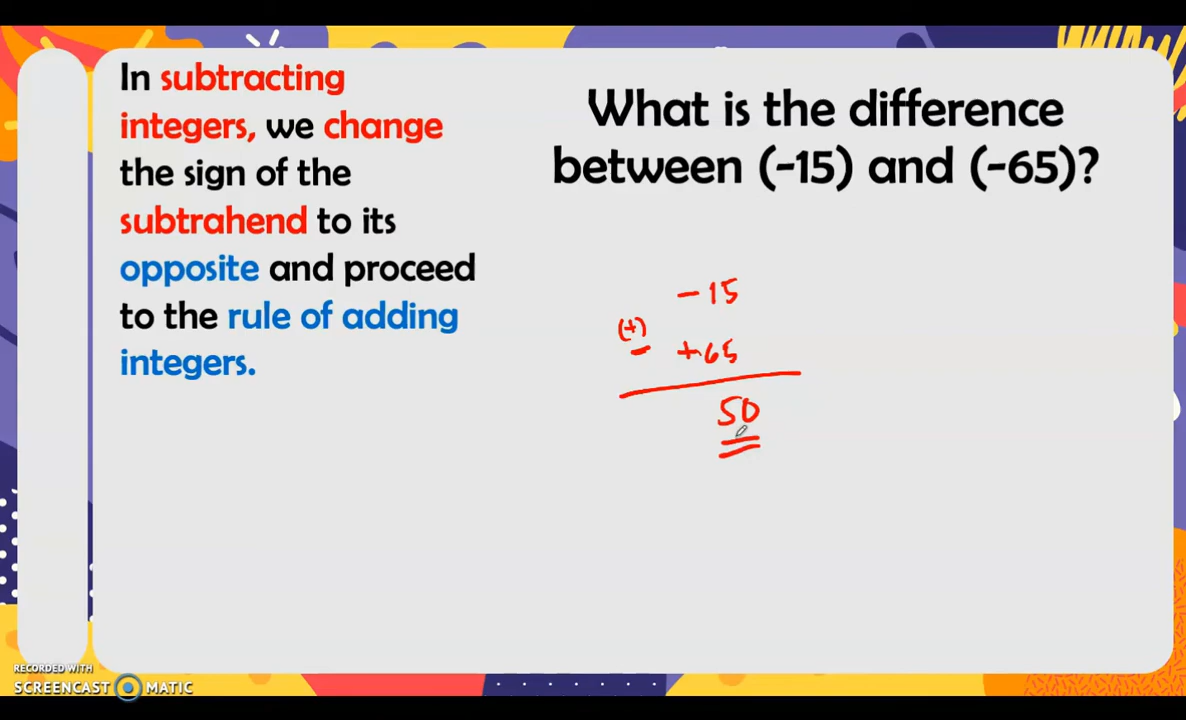 In subtracting
integers, we change
the sign of the
subtrahend to its
opposite and proceed
to the rule of adding
integers.
What is the difference
between (-15) and (-65)?
-15
(+)
- +65
50
RECORDED WITH
SCREENCAST MATIC